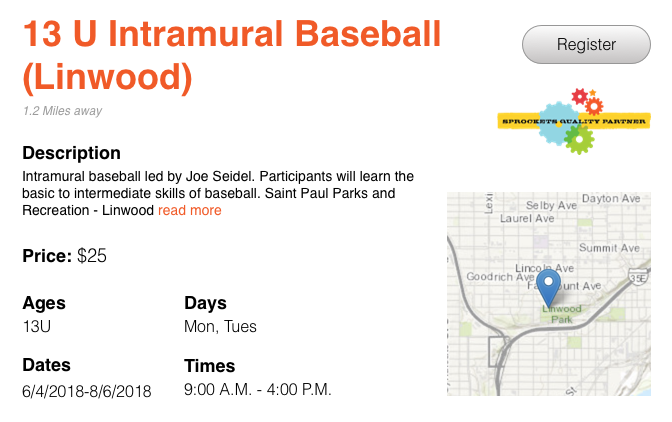 13 U Intramural Baseball
(Linwood)
1.2 Miles away
Register
SPROCKETS QUALITY PARTNER
Description
Intramural baseball led by Joe Seidel. Participants will learn the
basic to intermediate skills of baseball. Saint Paul Parks and
Recreation - Linwood read more
Price: $25
Ages
13U
Days
Mon, Tues
Dates
6/4/2018-8/6/2018
Times
9:00 A.M. - 4:00 P.M.
Lexi
Dayton Ave
Selby Ave
Laurel Ave
Summit Ave
Lincoln Ave
Goodrich Ave
35E
Linwood
Park
St